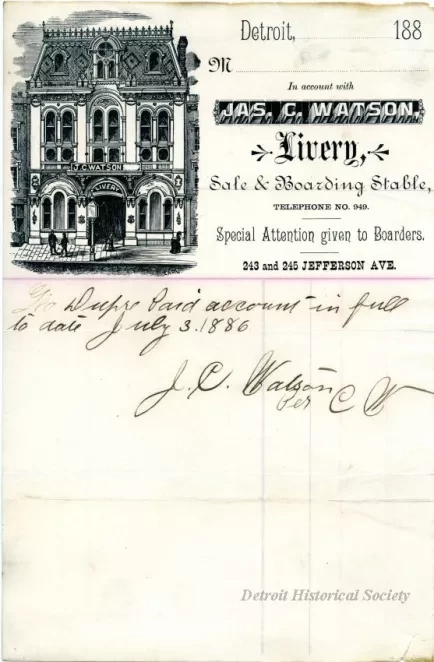 Detroit, 188
M
In account with
JAS. C. WATSON,
Livery,
Sale & Boarding Stable,
TELEPHONE NO. 949.
Special Attention given to Boarders.
243 and 245 JEFFERSON AVE.
J.C. WATSON
LIVERY
Dupre Paid account in full
to date July 3. 1886
J. C. Watson
Per C W
Detroit Historical Society